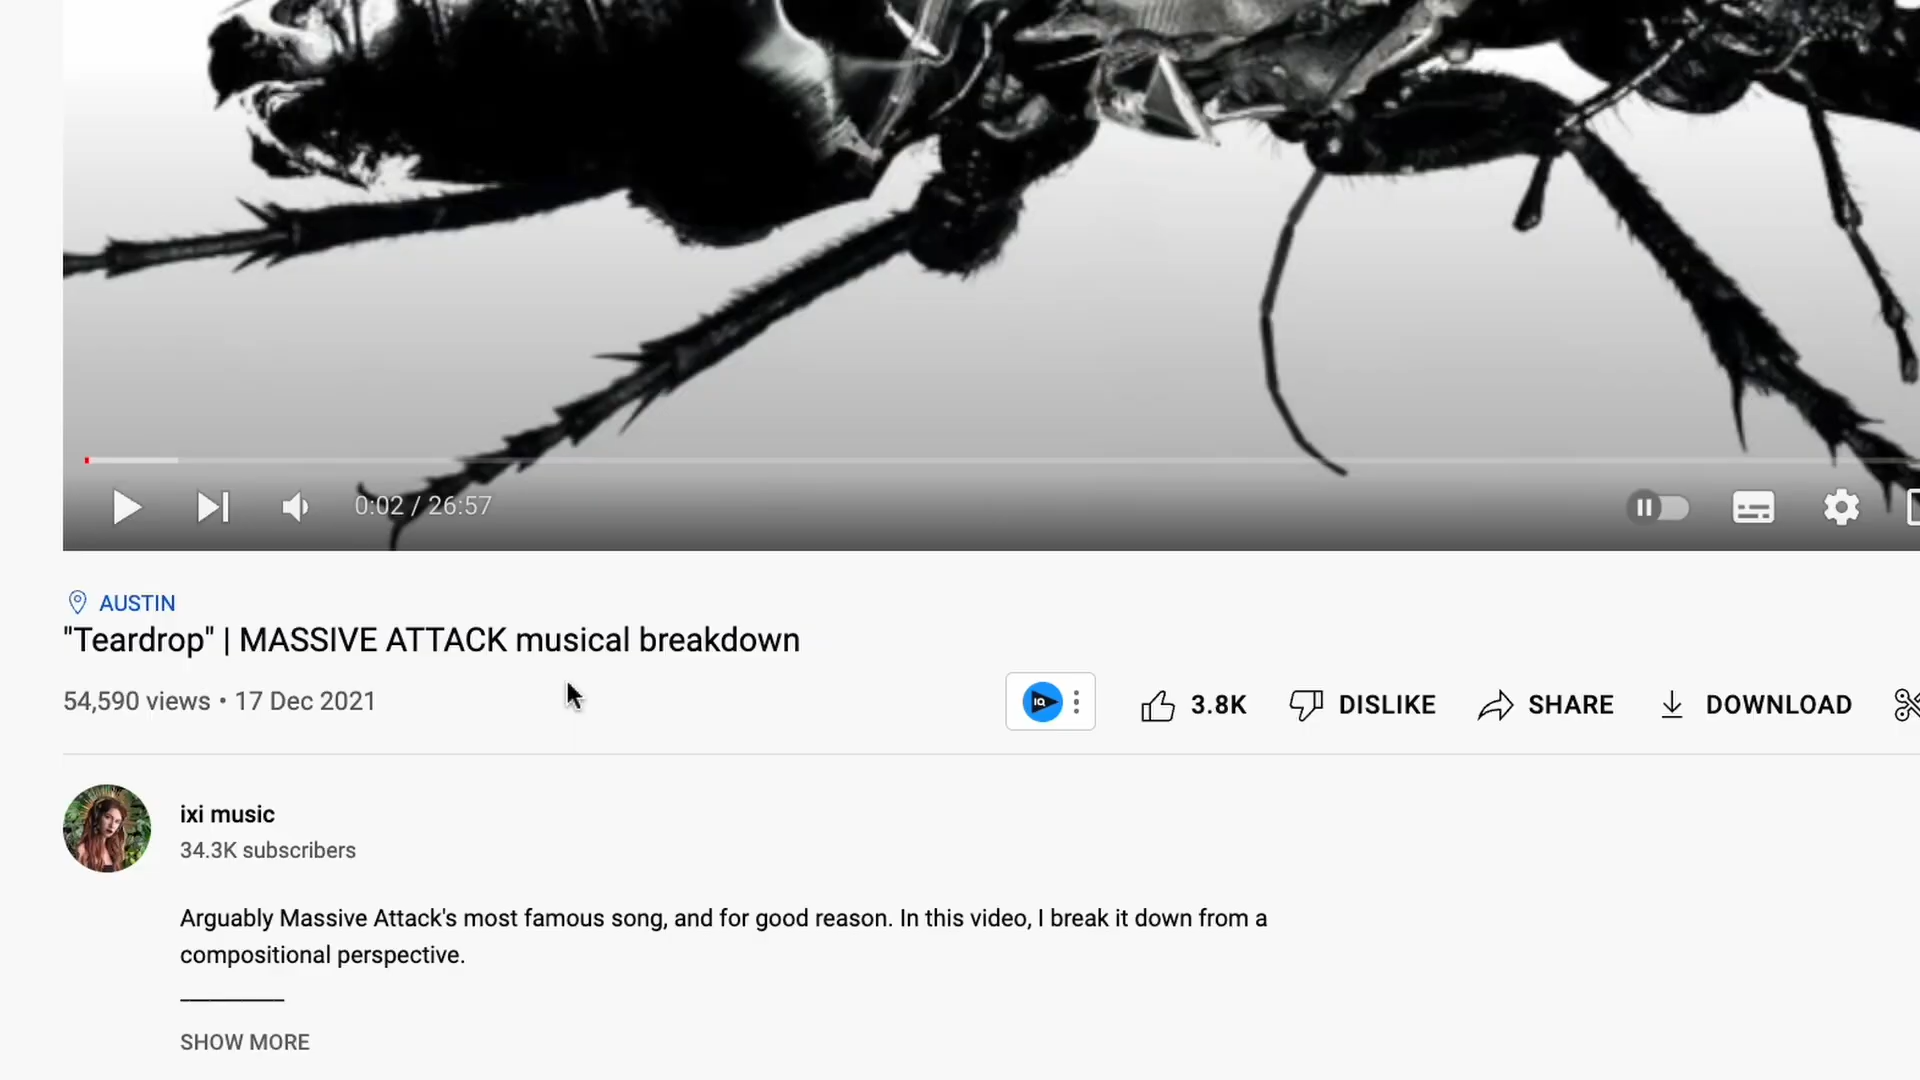 0:02 / 26:57
AUSTIN
"Teardrop" | MASSIVE ATTACK musical breakdown
54,590 views • 17 Dec 2021
IQ
3.8K
DISLIKE
SHARE
DOWNLOAD
ixi music
34.3K subscribers
Arguably Massive Attack's most famous song, and for good reason. In this video, I break it down from a
compositional perspective.
SHOW MORE